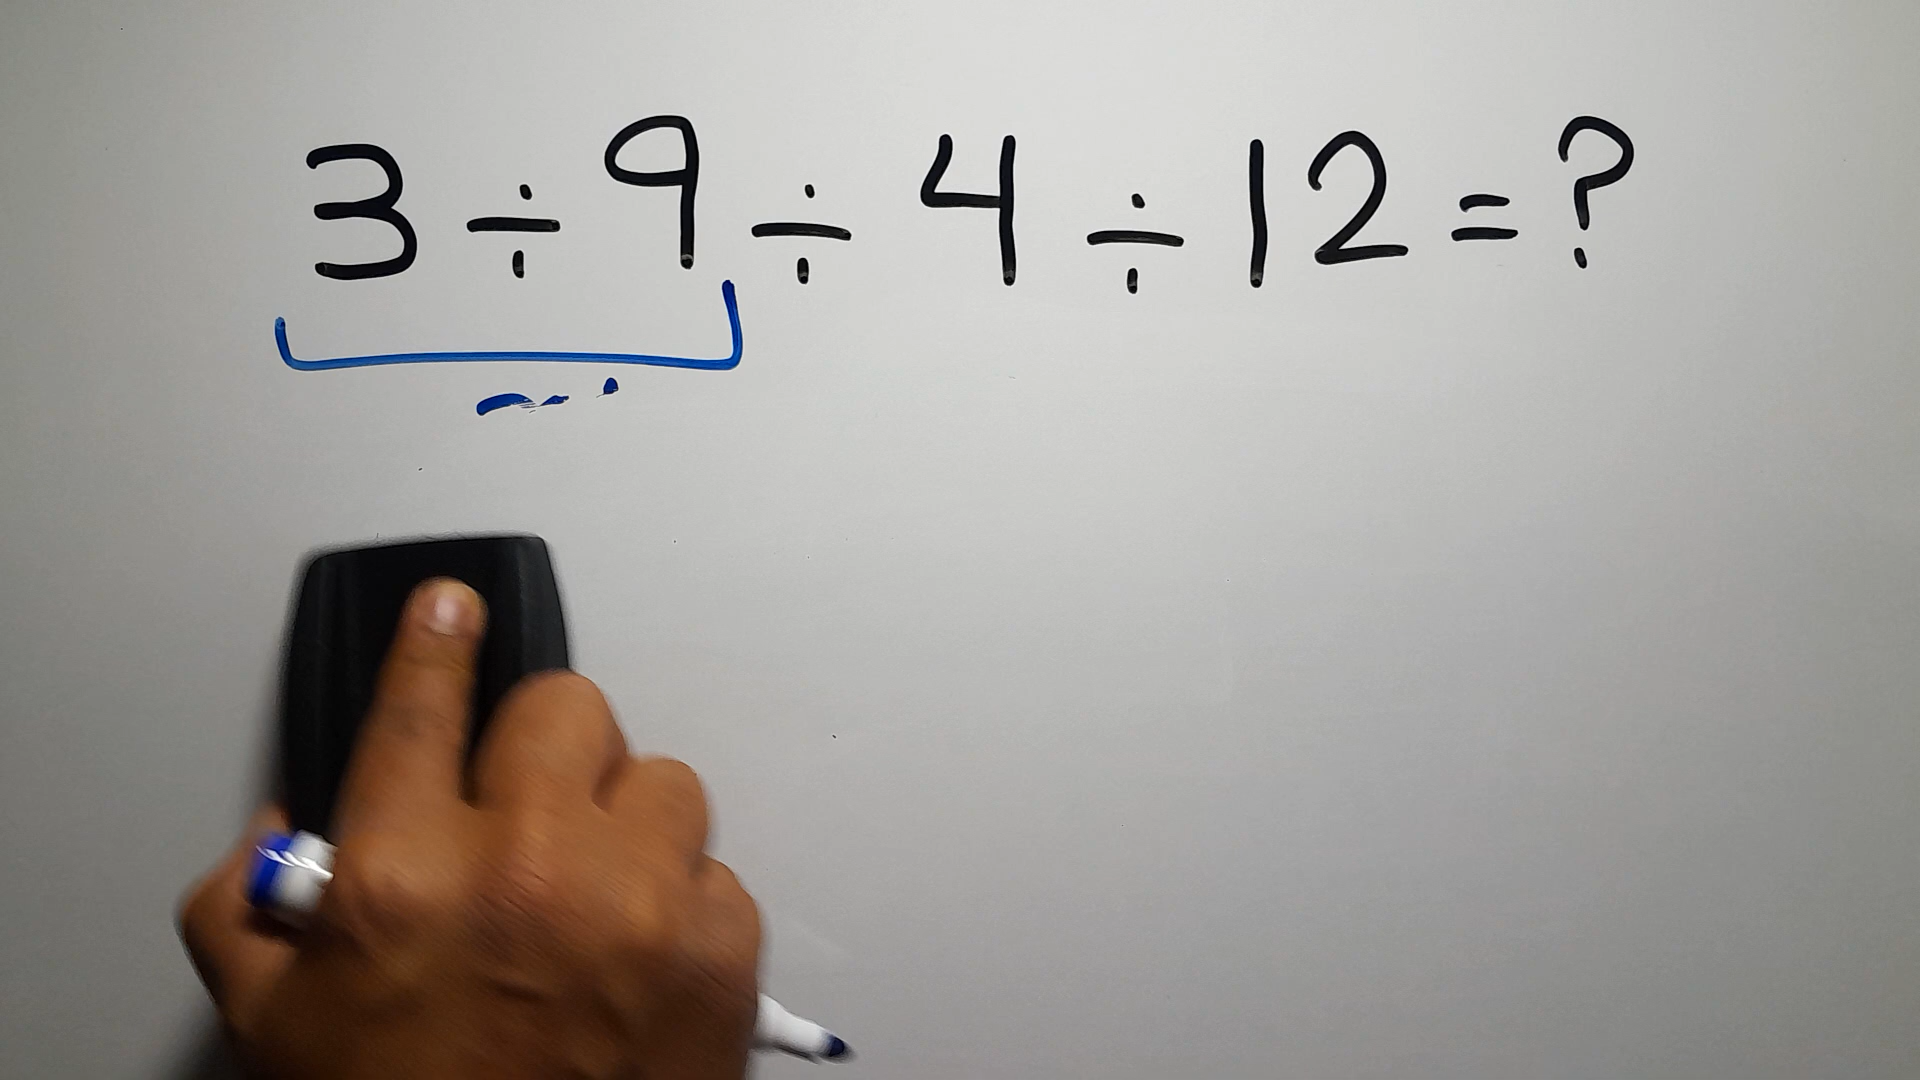 3 ÷ 9 ÷ 4 ÷ 12 = ?